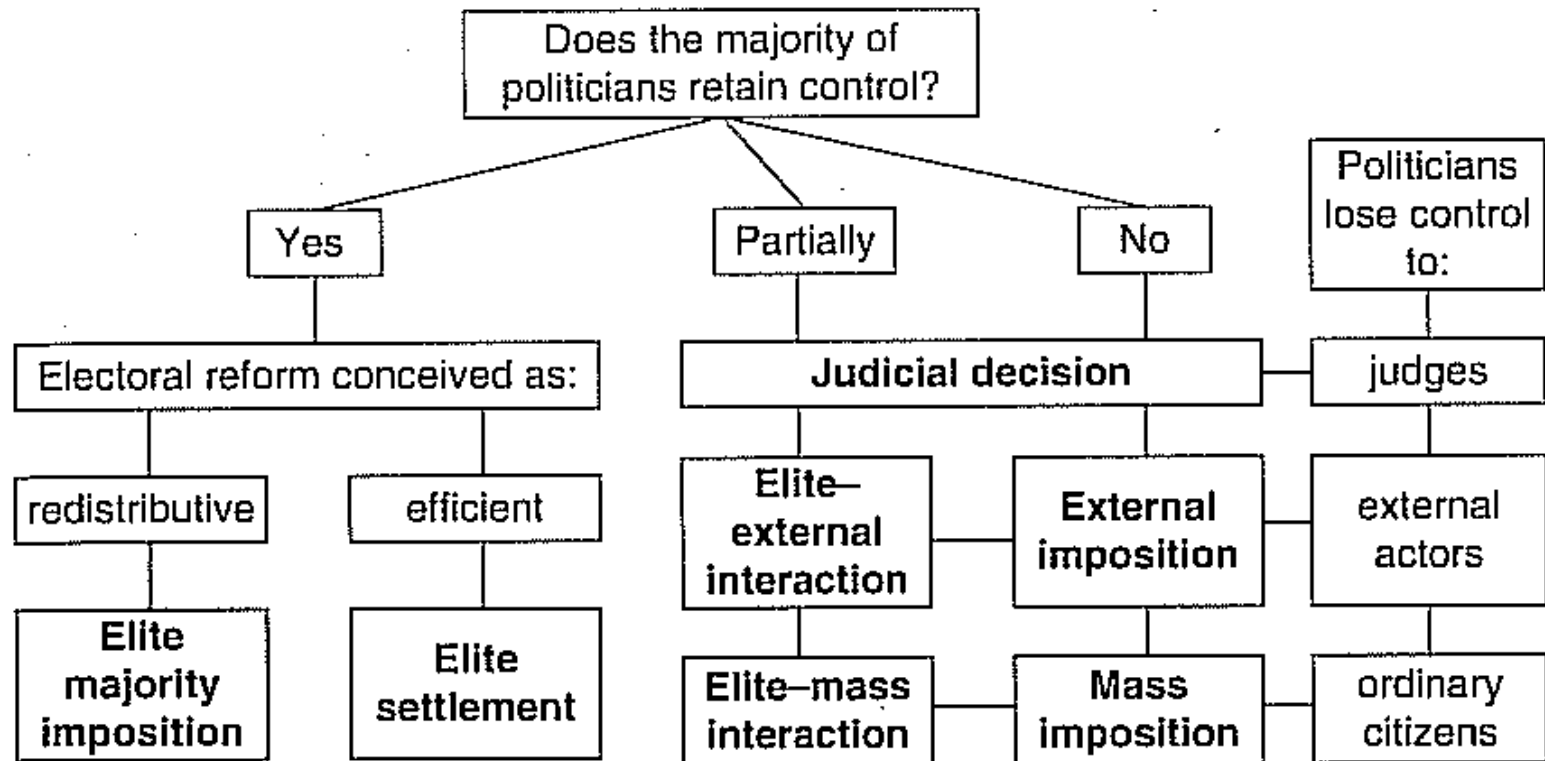 Does the majority of
politicians retain control?
Politicians
lose control
to:
Yes
Partially
No
Electoral reform conceived as:
Judicial decision
judges
redistributive
efficient
Elite–
external
interaction
External
imposition
external
actors
Elite
majority
imposition
Elite
settlement
Elite–mass
interaction
Mass
imposition
ordinary
citizens